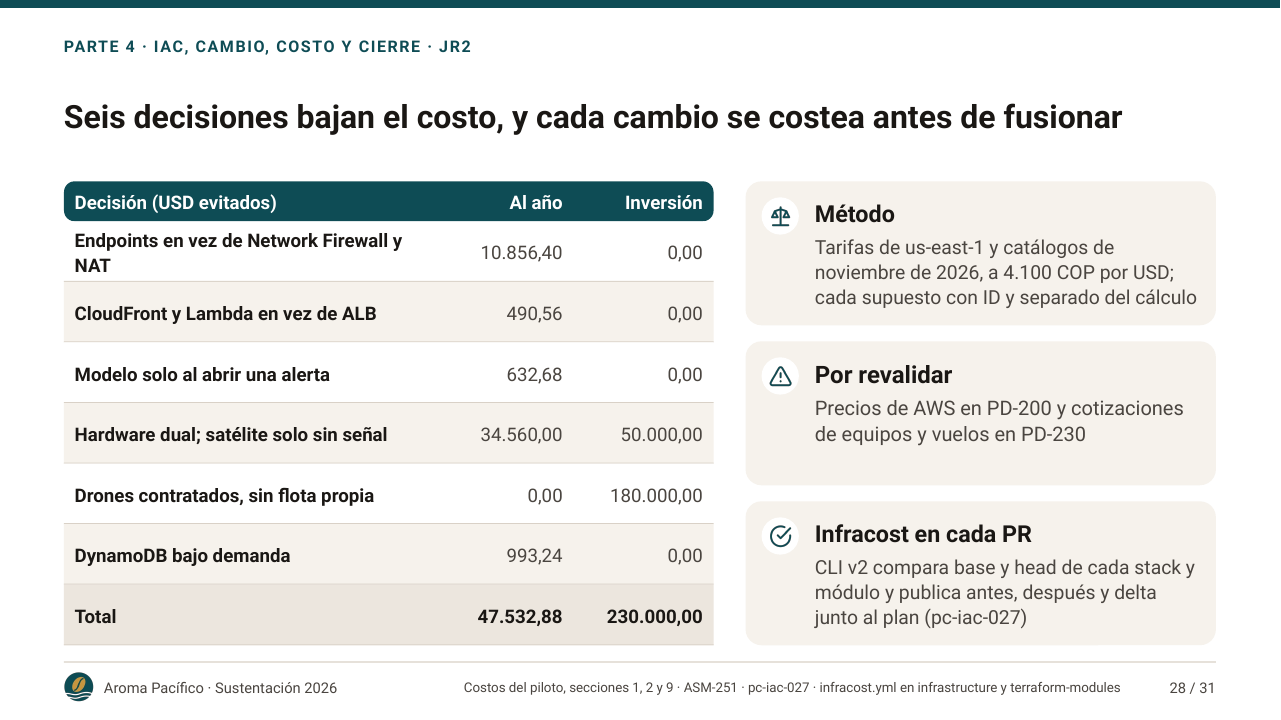 PARTE 4 · IAC, CAMBIO, COSTO Y CIERRE · JR2
Seis decisiones bajan el costo, y cada cambio se costea antes de fusionar
Decisión (USD evitados) Al año Inversión
Endpoints en vez de Network Firewall y
NAT
10.856,40 0,00
CloudFront y Lambda en vez de ALB 490,56 0,00
Modelo solo al abrir una alerta 632,68 0,00
Hardware dual; satélite solo sin señal 34.560,00 50.000,00
Drones contratados, sin flota propia 0,00 180.000,00
DynamoDB bajo demanda 993,24 0,00
Total 47.532,88 230.000,00
Método
Tarifas de us-east-1 y catálogos de
noviembre de 2026, a 4.100 COP por USD;
cada supuesto con ID y separado del cálculo
Por revalidar
Precios de AWS en PD-200 y cotizaciones
de equipos y vuelos en PD-230
Infracost en cada PR
CLI v2 compara base y head de cada stack y
módulo y publica antes, después y delta
junto al plan (pc-iac-027)
Aroma Pacífico · Sustentación 2026
Costos del piloto, secciones 1, 2 y 9 · ASM-251 · pc-iac-027 · infracost.yml en infrastructure y terraform-modules
28 / 31